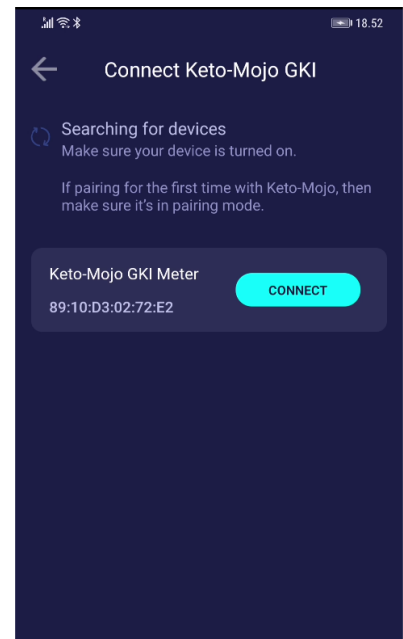 18.52
Connect Keto-Mojo GKI
Searching for devices
Make sure your device is turned on.
If pairing for the first time with Keto-Mojo, then
make sure it's in pairing mode.
Keto-Mojo GKI Meter
CONNECT
89:10:D3:02:72:E2